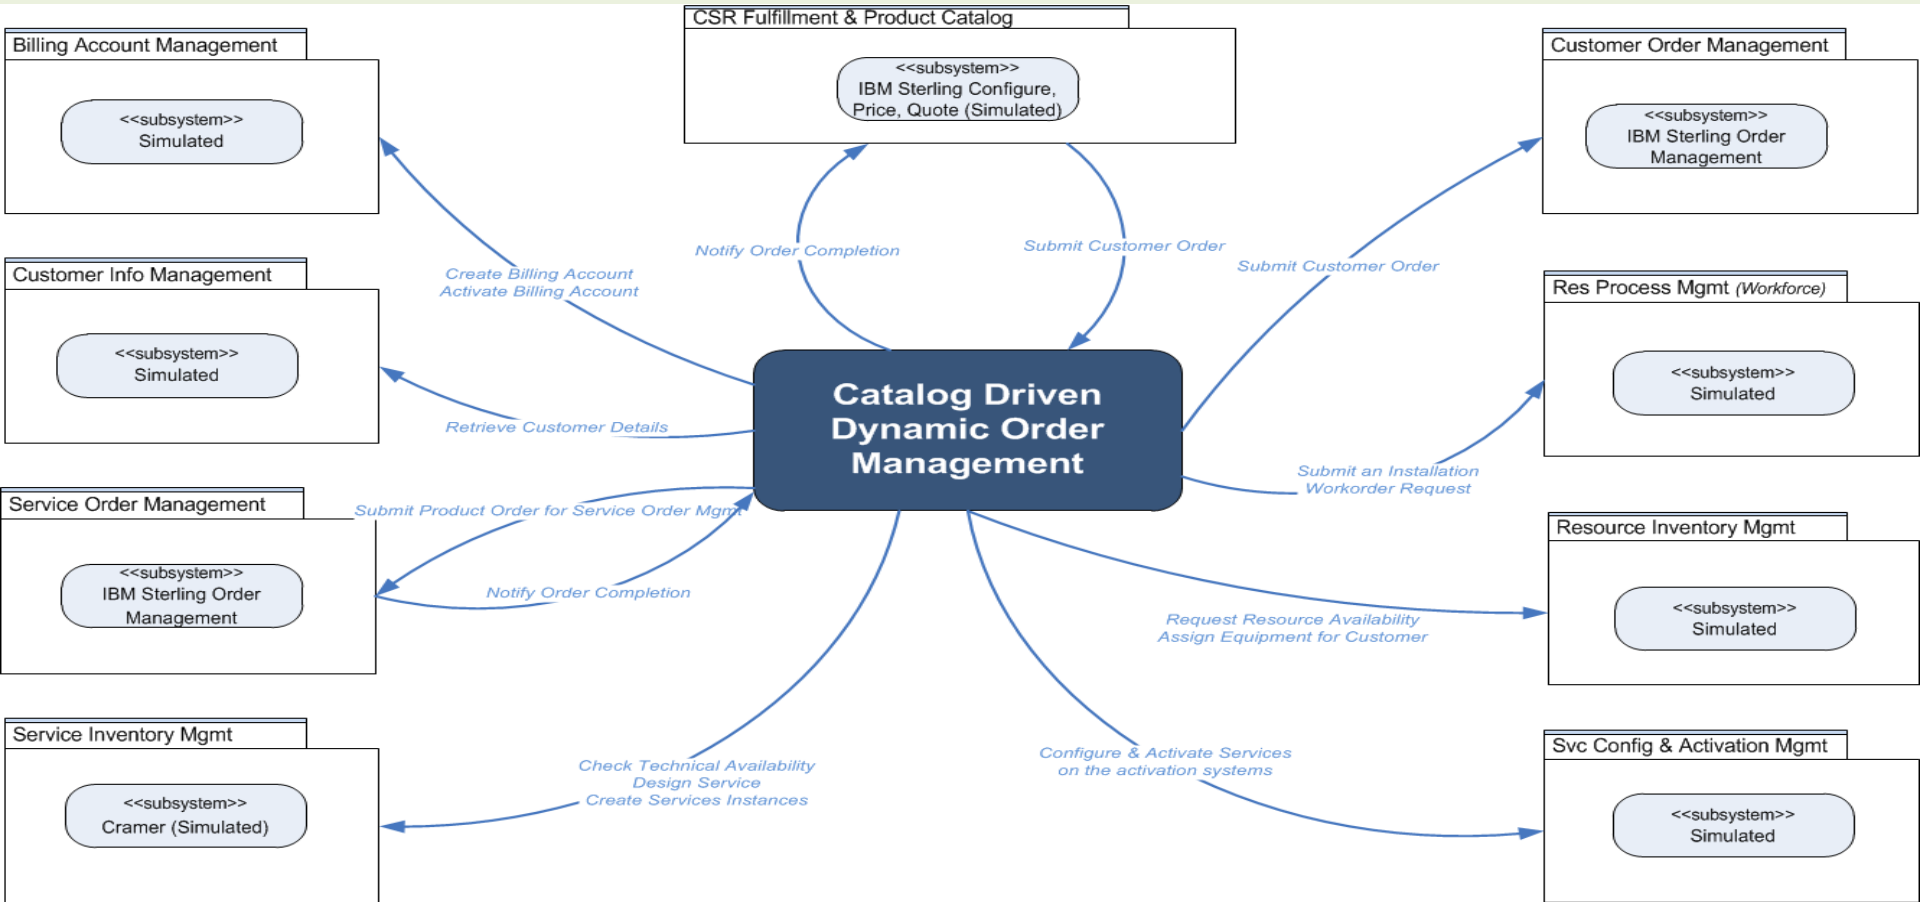 CSR Fulfillment & Product Catalog
<<subsystem>>
IBM Sterling Configure,
Price, Quote (Simulated)
Billing Account Management
<<subsystem>>
Simulated
Customer Order Management
<<subsystem>>
IBM Sterling Order
Management
Notify Order Completion
Submit Customer Order
Submit Customer Order
Create Billing Account
Activate Billing Account
Customer Info Management
<<subsystem>>
Simulated
Res Process Mgmt (Workforce)
<<subsystem>>
Simulated
Retrieve Customer Details
Catalog Driven
Dynamic Order
Management
Submit an Installation
Workorder Request
Service Order Management
<<subsystem>>
IBM Sterling Order
Management
Submit Product Order for Service Order Mgmt
Notify Order Completion
Resource Inventory Mgmt
<<subsystem>>
Simulated
Request Resource Availability
Assign Equipment for Customer
Service Inventory Mgmt
<<subsystem>>
Cramer (Simulated)
Check Technical Availability
Design Service
Create Services Instances
Configure & Activate Services
on the activation systems
Svc Config & Activation Mgmt
<<subsystem>>
Simulated